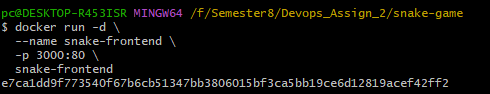 pc@DESKTOP-R453ISR MINGW64 /f/Semester8/Devops_Assign_2/snake-game
$ docker run -d \
  --name snake-frontend \
  -p 3000:80 \
  snake-frontend
e7ca1dd9f773540f67b6cb51347bb3806015bf3ca5bb19ce6d12819acef42ff2